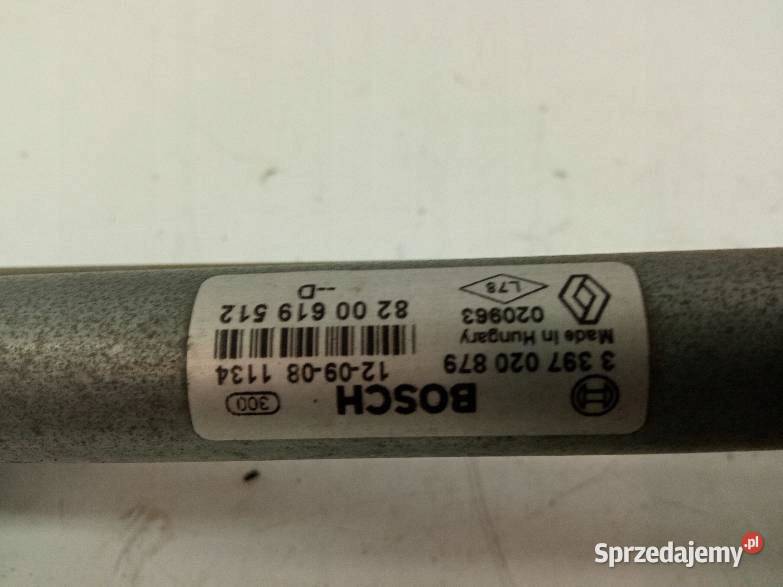 BOSCH
300
3 397 020 879
12-09-08 1134
Made in Hungary
020963
L78
82 00 619 512
--D
Sprzedajemy.pl